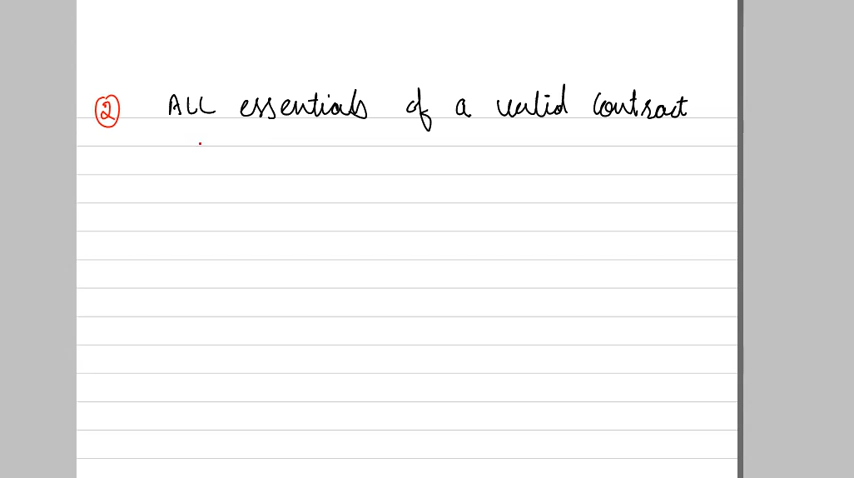 ② ALL essentials of a valid contract